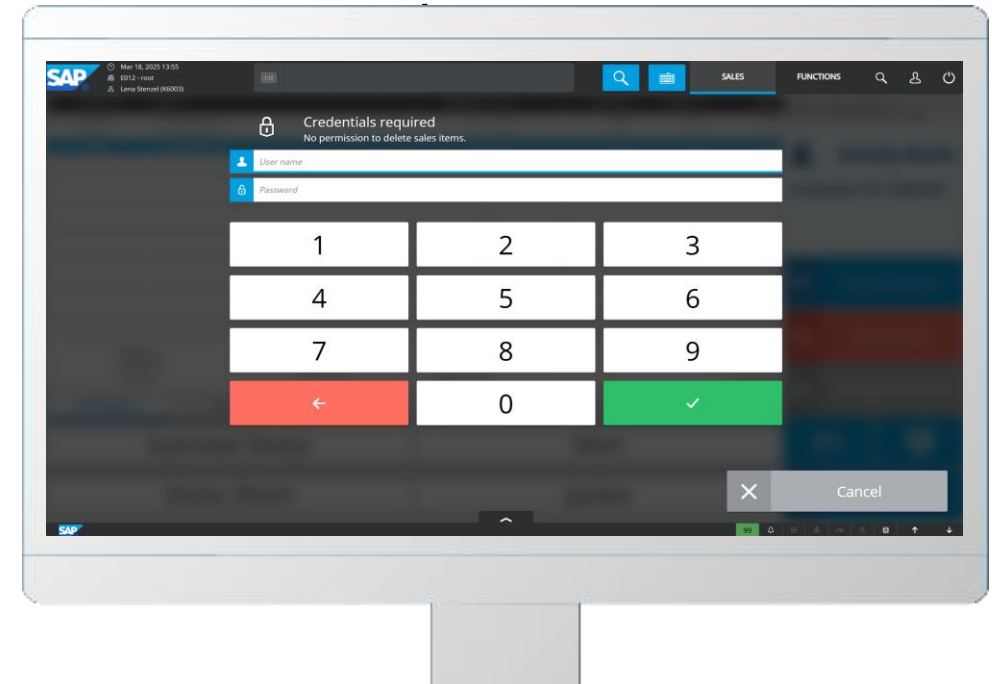 SAP
Mar 18, 2025 13:55
E012 - root
Lena Stenzel (K6003)
SALES
FUNCTIONS
Credentials required
No permission to delete sales items.
User name
Password
1
2
3
4
5
6
7
8
9
0
Cancel
SAP
99